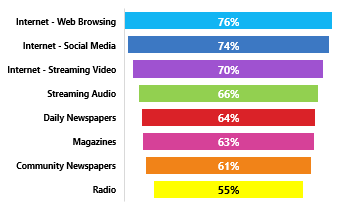 Internet - Web Browsing 76%
Internet - Social Media 74%
Internet - Streaming Video 70%
Streaming Audio 66%
Daily Newspapers 64%
Magazines 63%
Community Newspapers 61%
Radio 55%